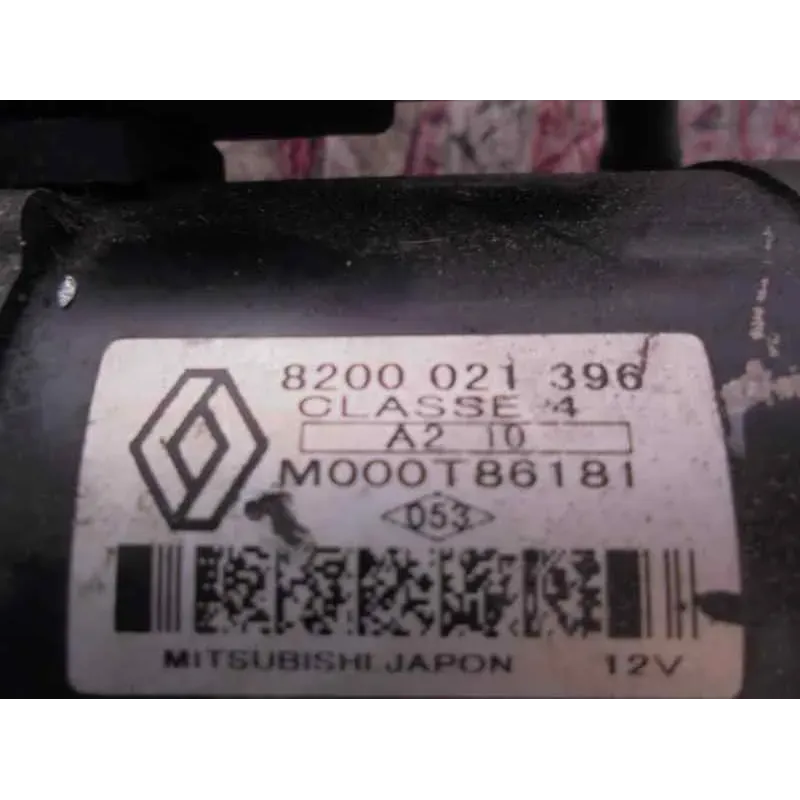 8200 021 396
CLASSE 4
A2 10
M000T86181
053
MITSUBISHI JAPON 12V